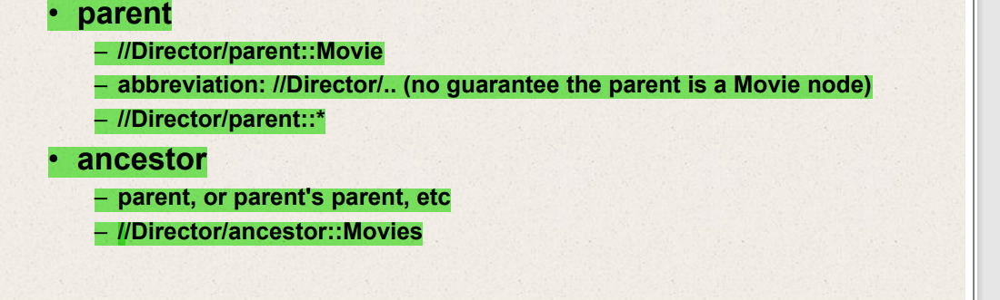 • parent
– //Director/parent::Movie
– abbreviation: //Director/.. (no guarantee the parent is a Movie node)
– //Director/parent::*
• ancestor
– parent, or parent's parent, etc
– //Director/ancestor::Movies